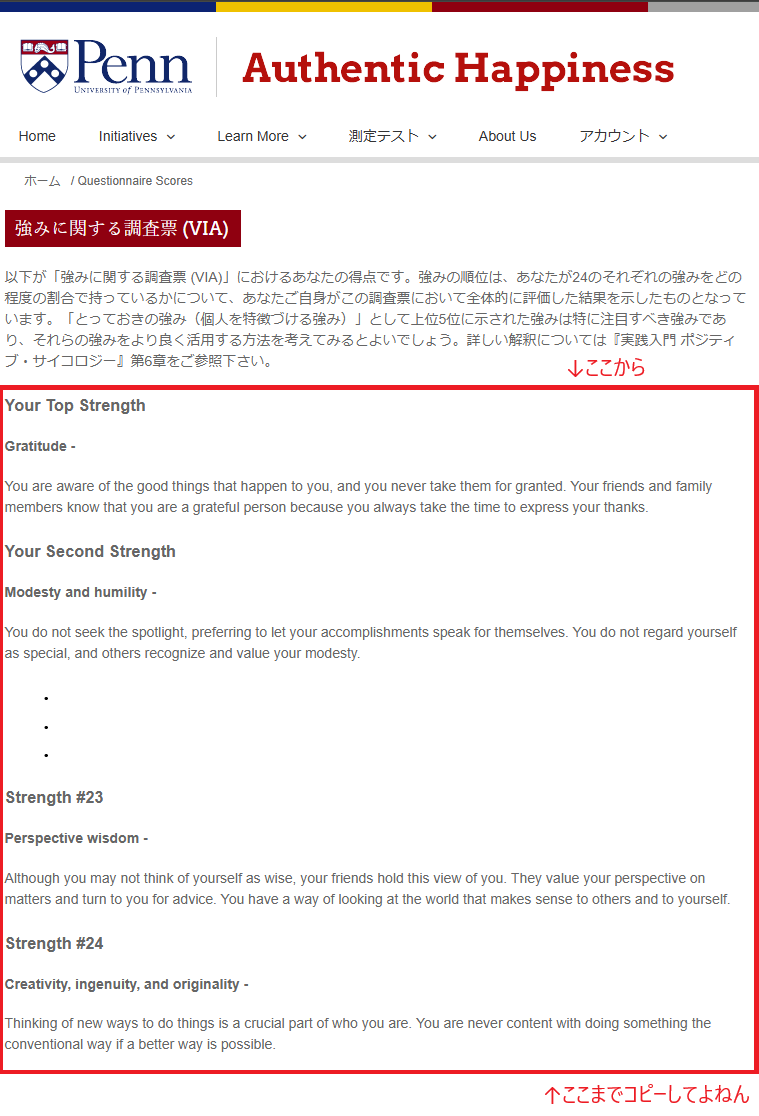 Penn
UNIVERSITY of PENNSYLVANIA
Authentic Happiness
Home Initiatives Learn More 測定テスト About Us アカウント
ホーム / Questionnaire Scores
強みに関する調査票 (VIA)
以下が「強みに関する調査票 (VIA)」におけるあなたの得点です。強みの順位は、あなたが24のそれぞれの強みをどの
程度の割合で持っているかについて、あなたご自身がこの調査票において全体的に評価した結果を示したものとなって
います。「とっておきの強み（個人を特徴づける強み）」として上位5位に示された強みは特に注目すべき強みであ
り、それらの強みをより良く活用する方法を考えてみるとよいでしょう。詳しい解釈については『実践入門 ポジティ
ブ・サイコロジー』第6章をご参照下さい。
↓ここから
Your Top Strength
Gratitude -
You are aware of the good things that happen to you, and you never take them for granted. Your friends and family
members know that you are a grateful person because you always take the time to express your thanks.
Your Second Strength
Modesty and humility -
You do not seek the spotlight, preferring to let your accomplishments speak for themselves. You do not regard yourself
as special, and others recognize and value your modesty.
Strength #23
Perspective wisdom -
Although you may not think of yourself as wise, your friends hold this view of you. They value your perspective on
matters and turn to you for advice. You have a way of looking at the world that makes sense to others and to yourself.
Strength #24
Creativity, ingenuity, and originality -
Thinking of new ways to do things is a crucial part of who you are. You are never content with doing something the
conventional way if a better way is possible.
↑ここまでコピーしてよねん